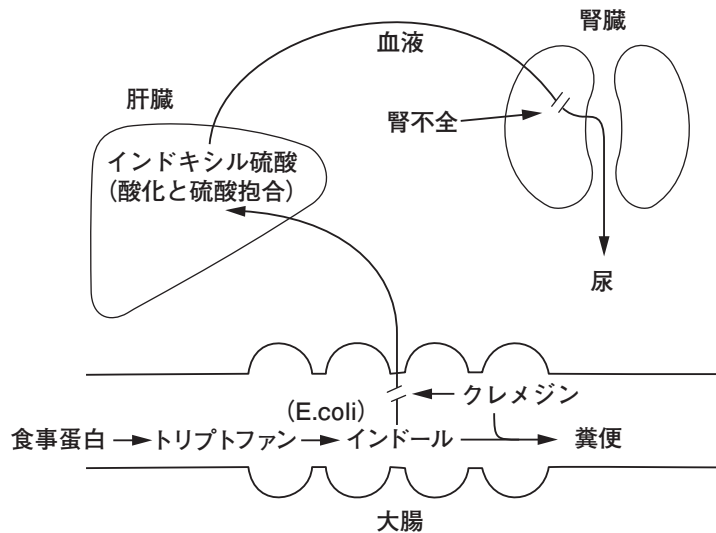 腎臓
血液
肝臓
腎不全
インドキシル硫酸
(酸化と硫酸抱合)
尿
クレメジン
(E.coli)
食事蛋白 トリプトファン インドール 糞便
大腸